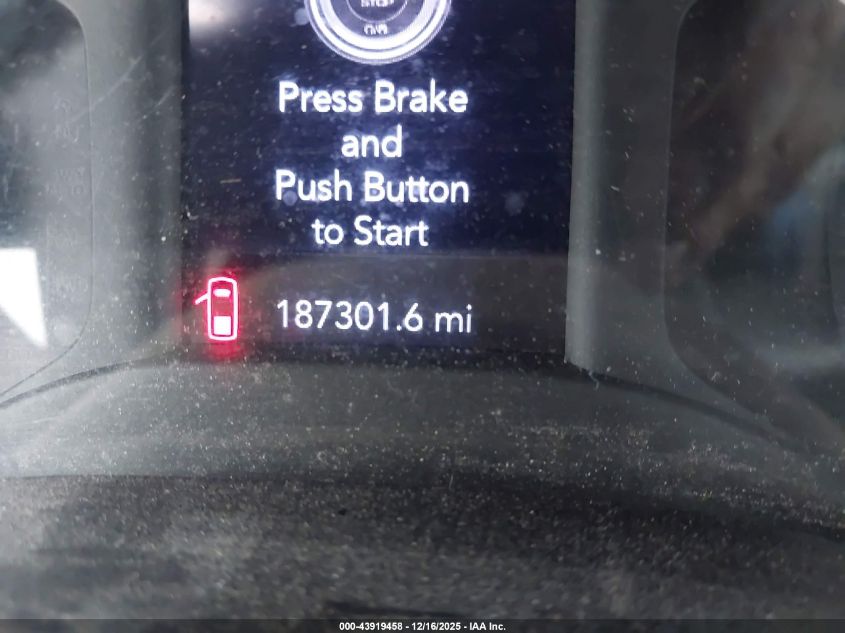 Press Brake
and
Push Button
to Start
187301.6 mi
000-43919458 - 12/16/2025 - IAA Inc.